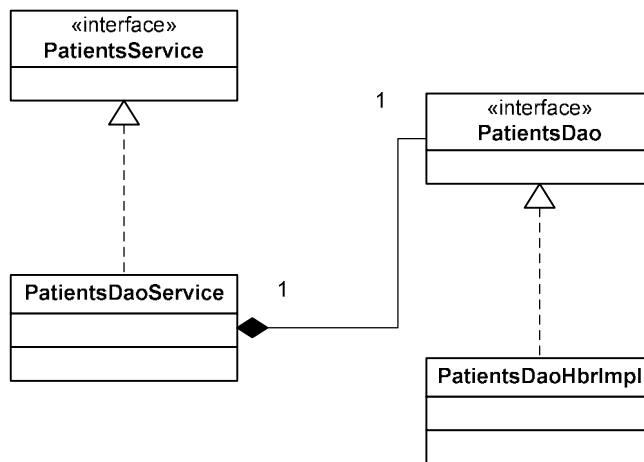 «interface»
PatientsService
1
«interface»
PatientsDao
PatientsDaoService
1
PatientsDaoHbrImpl